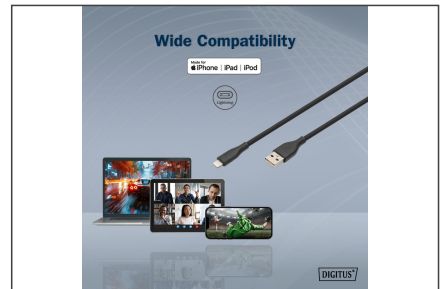 Wide Compatibility
Made for
iPhone | iPad | iPod
Lightning
DIGITUS®